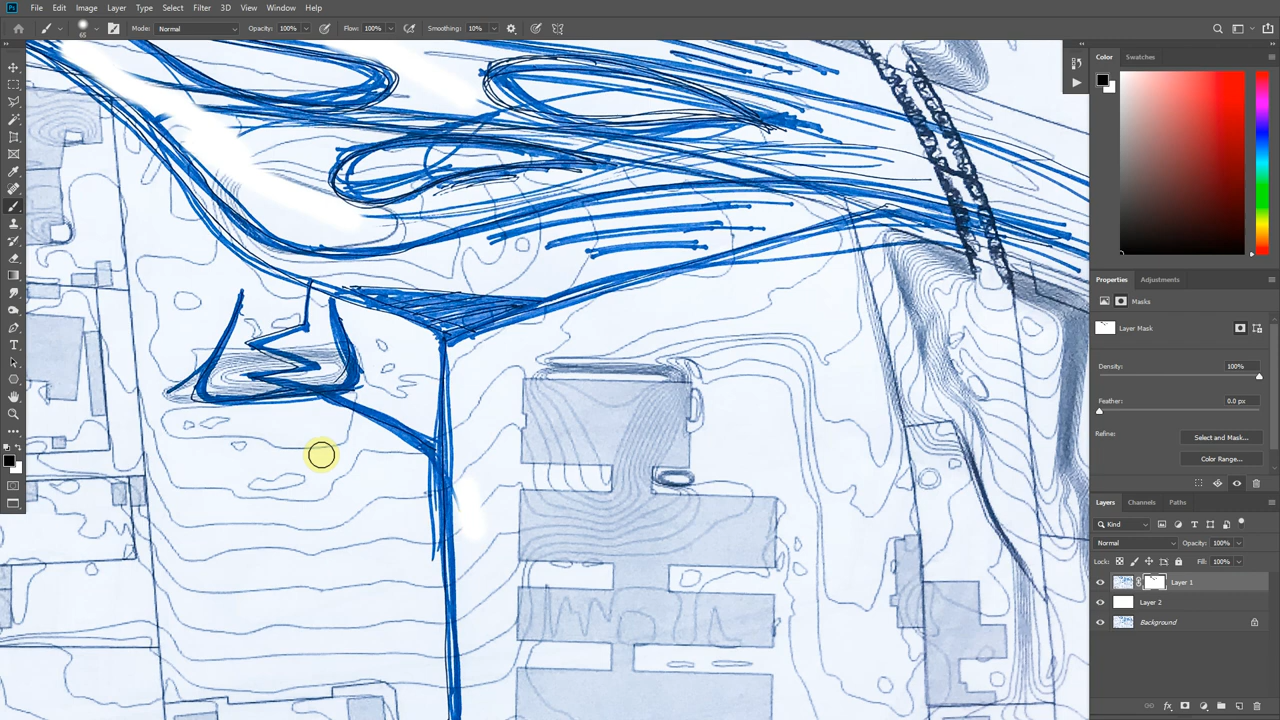 Ps File Edit Image Layer Type Select Filter 3D View Window Help
65 Mode: Normal Opacity: 100% Flow: 100% Smoothing: 10%
Color Swatches
Properties Adjustments
Masks
Layer Mask
Density: 100%
Feather: 0.0 px
Refine: Select and Mask...
Color Range...
Layers Channels Paths
Kind
Normal Opacity: 100%
Lock: Fill: 100%
Layer 1
Layer 2
Background